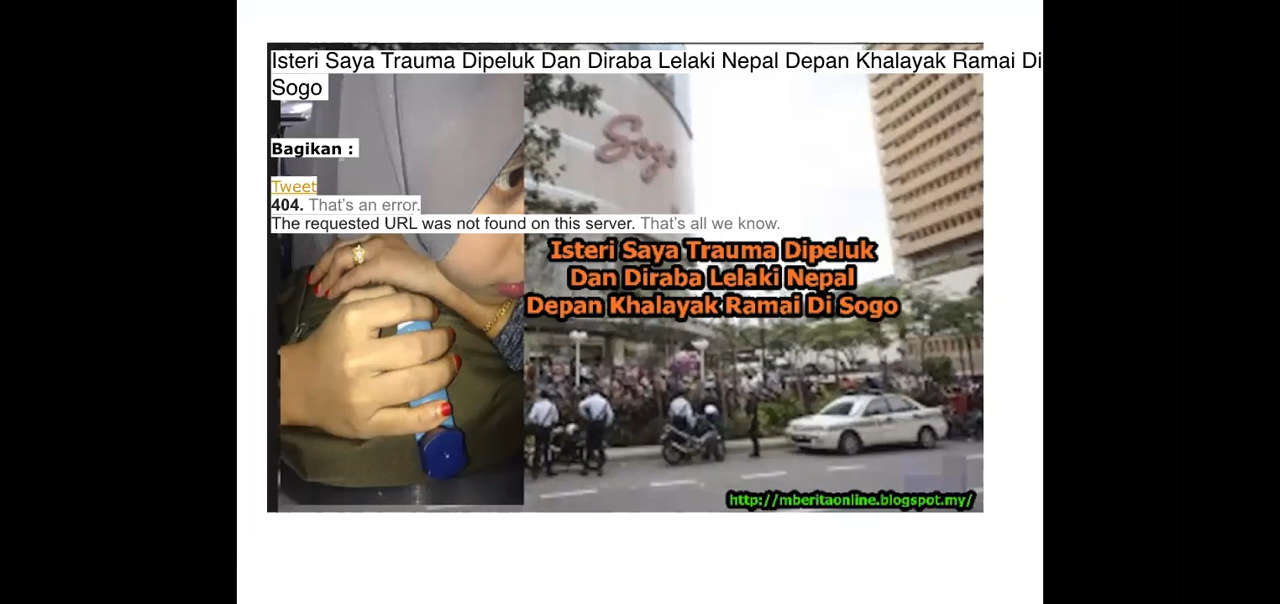 Isteri Saya Trauma Dipeluk Dan Diraba Lelaki Nepal Depan Khalayak Ramai Di
Sogo
Bagikan :
Tweet
404. That's an error.
The requested URL was not found on this server. That's all we know.
Sogo
Isteri Saya Trauma Dipeluk
Dan Diraba Lelaki Nepal
Depan Khalayak Ramai Di Sogo
http://mberitaonline.blogspot.my/